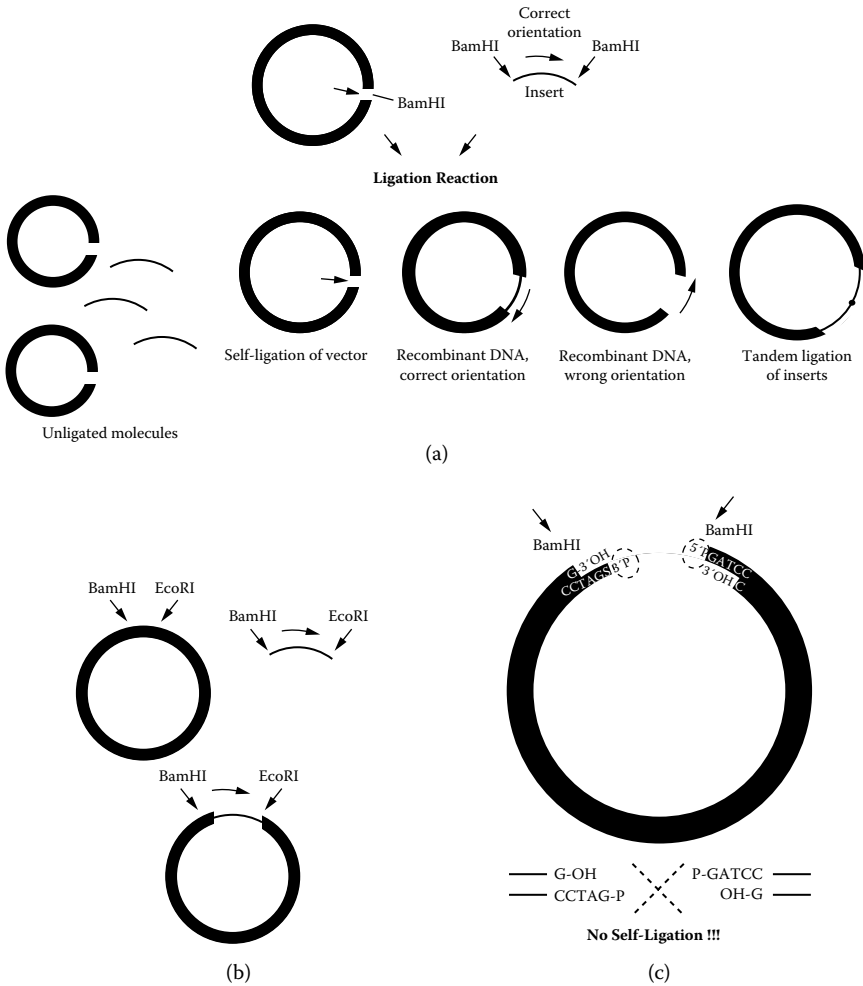 Correct
orientation
BamHI
BamHI
Insert
BamHI
Ligation Reaction
Self-ligation of vector
Recombinant DNA,
correct orientation
Recombinant DNA,
wrong orientation
Tandem ligation
of inserts
Unligated molecules
(a)
BamHI EcoRI
BamHI EcoRI
BamHI EcoRI
(b)
BamHI
BamHI
G-3´OH
5´P GATCC
3´OH C
G-OH P-GATCC
CCTAG-P OH-G
No Self-Ligation !!!
(c)